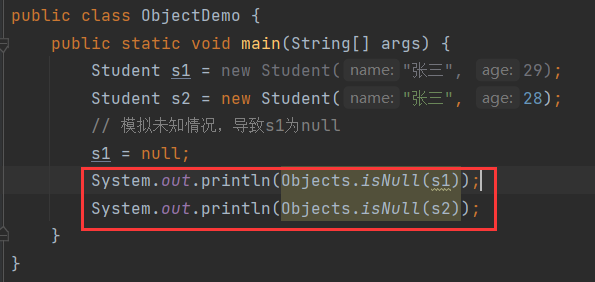 public class ObjectDemo {
public static void main(String[] args) {
Student s1 = new Student( name: "张三", age: 29);
Student s2 = new Student( name: "张三", age: 28);
// 模拟未知情况，导致s1为null
s1 = null;
System.out.println(Objects.isNull(s1));
System.out.println(Objects.isNull(s2));
}
}